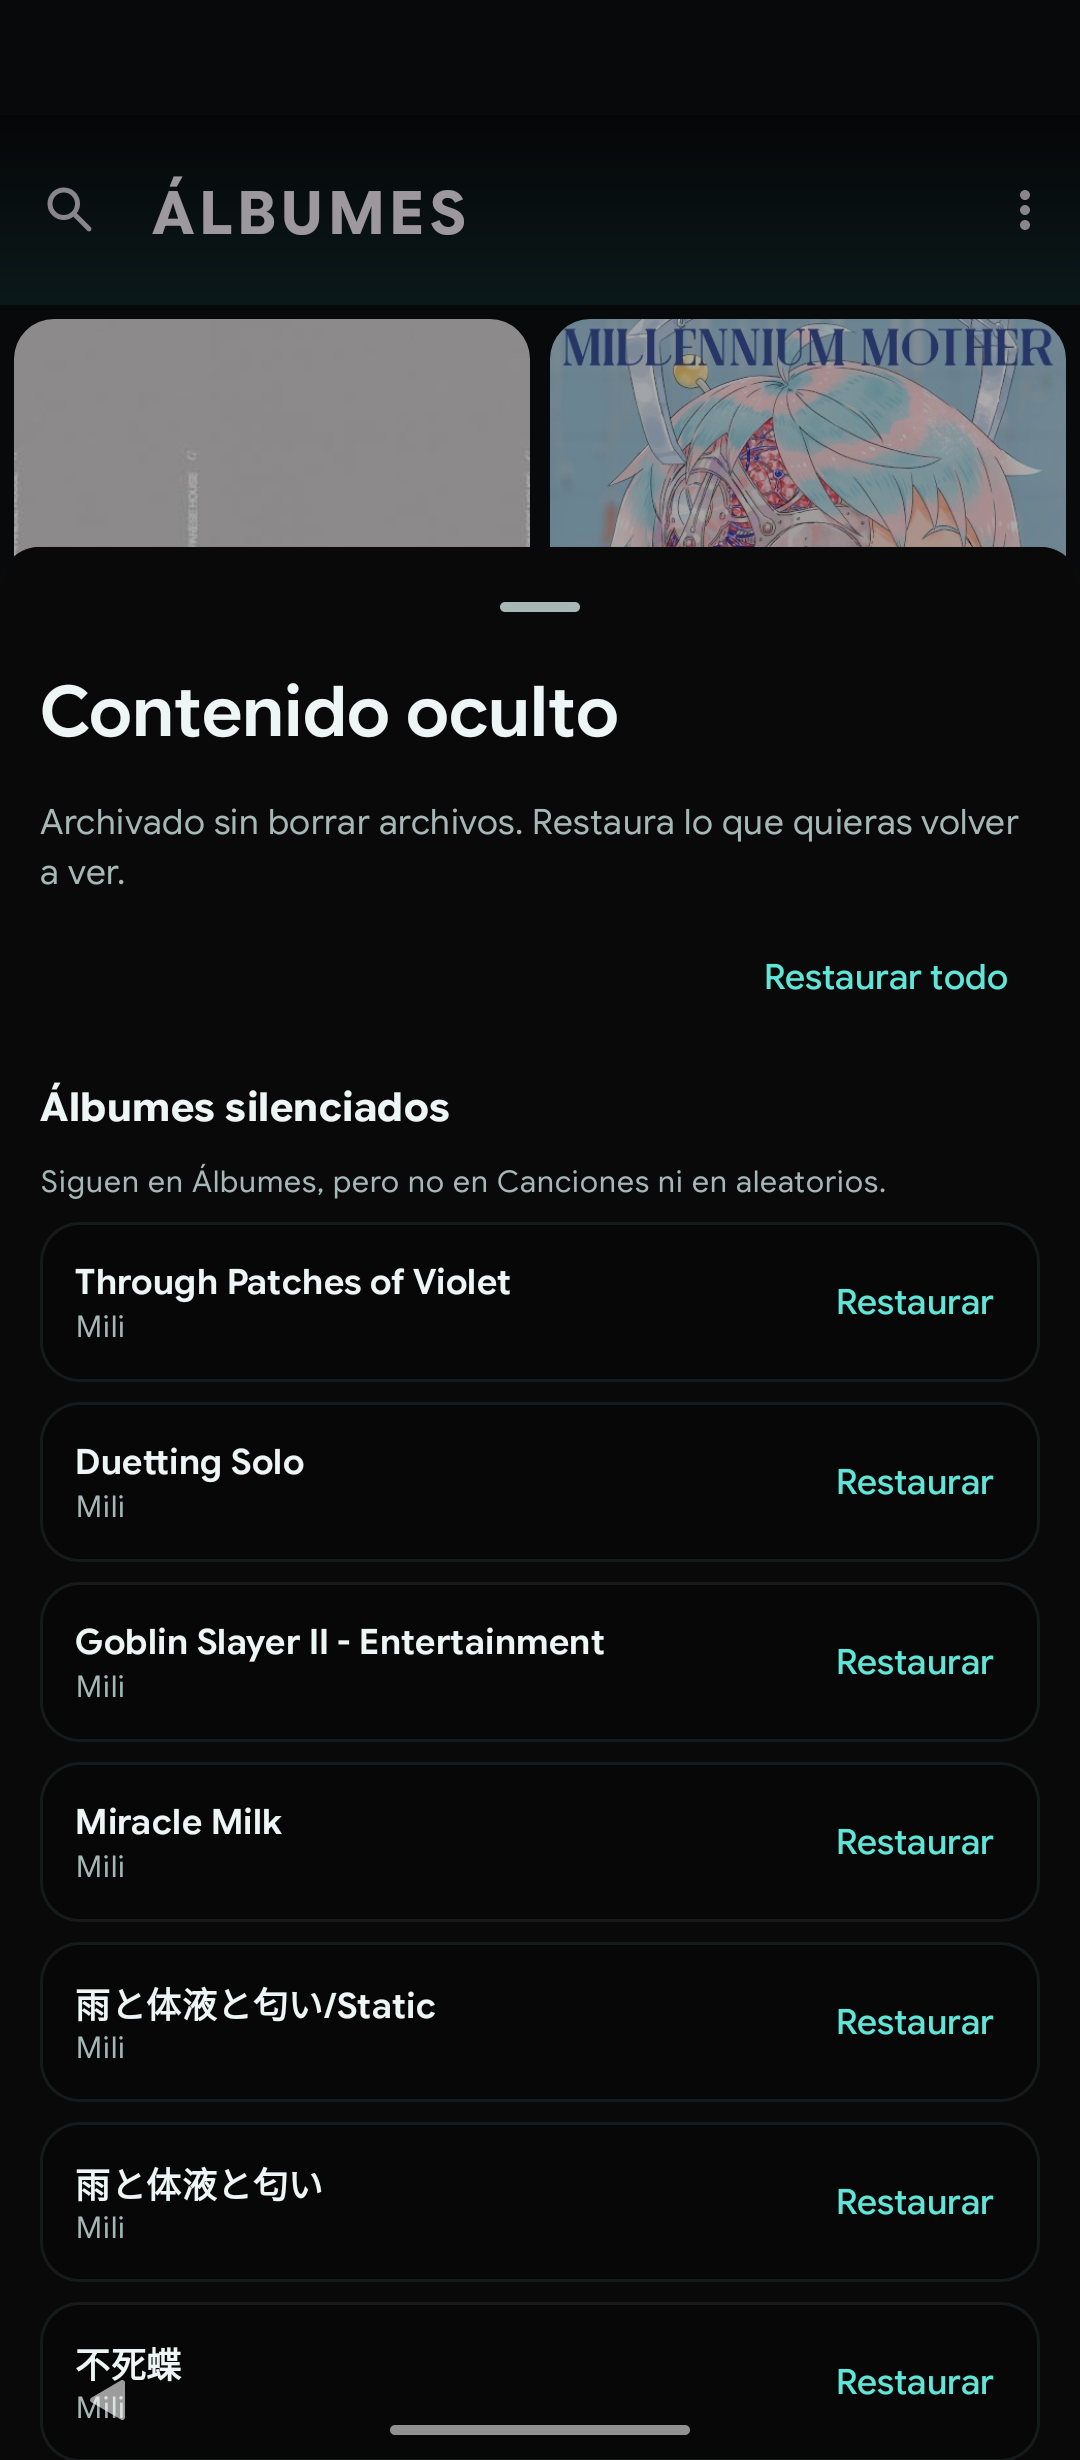 ÁLBUMES
MILLENNIUM MOTHER
Contenido oculto
Archivado sin borrar archivos. Restaura lo que quieras volver
a ver.
Restaurar todo
Álbumes silenciados
Siguen en Álbumes, pero no en Canciones ni en aleatorios.
Through Patches of Violet
Mili
Restaurar
Duetting Solo
Mili
Restaurar
Goblin Slayer II - Entertainment
Mili
Restaurar
Miracle Milk
Mili
Restaurar
雨と体液と匂い/Static
Mili
Restaurar
雨と体液と匂い
Mili
Restaurar
不死蝶
Mili
Restaurar